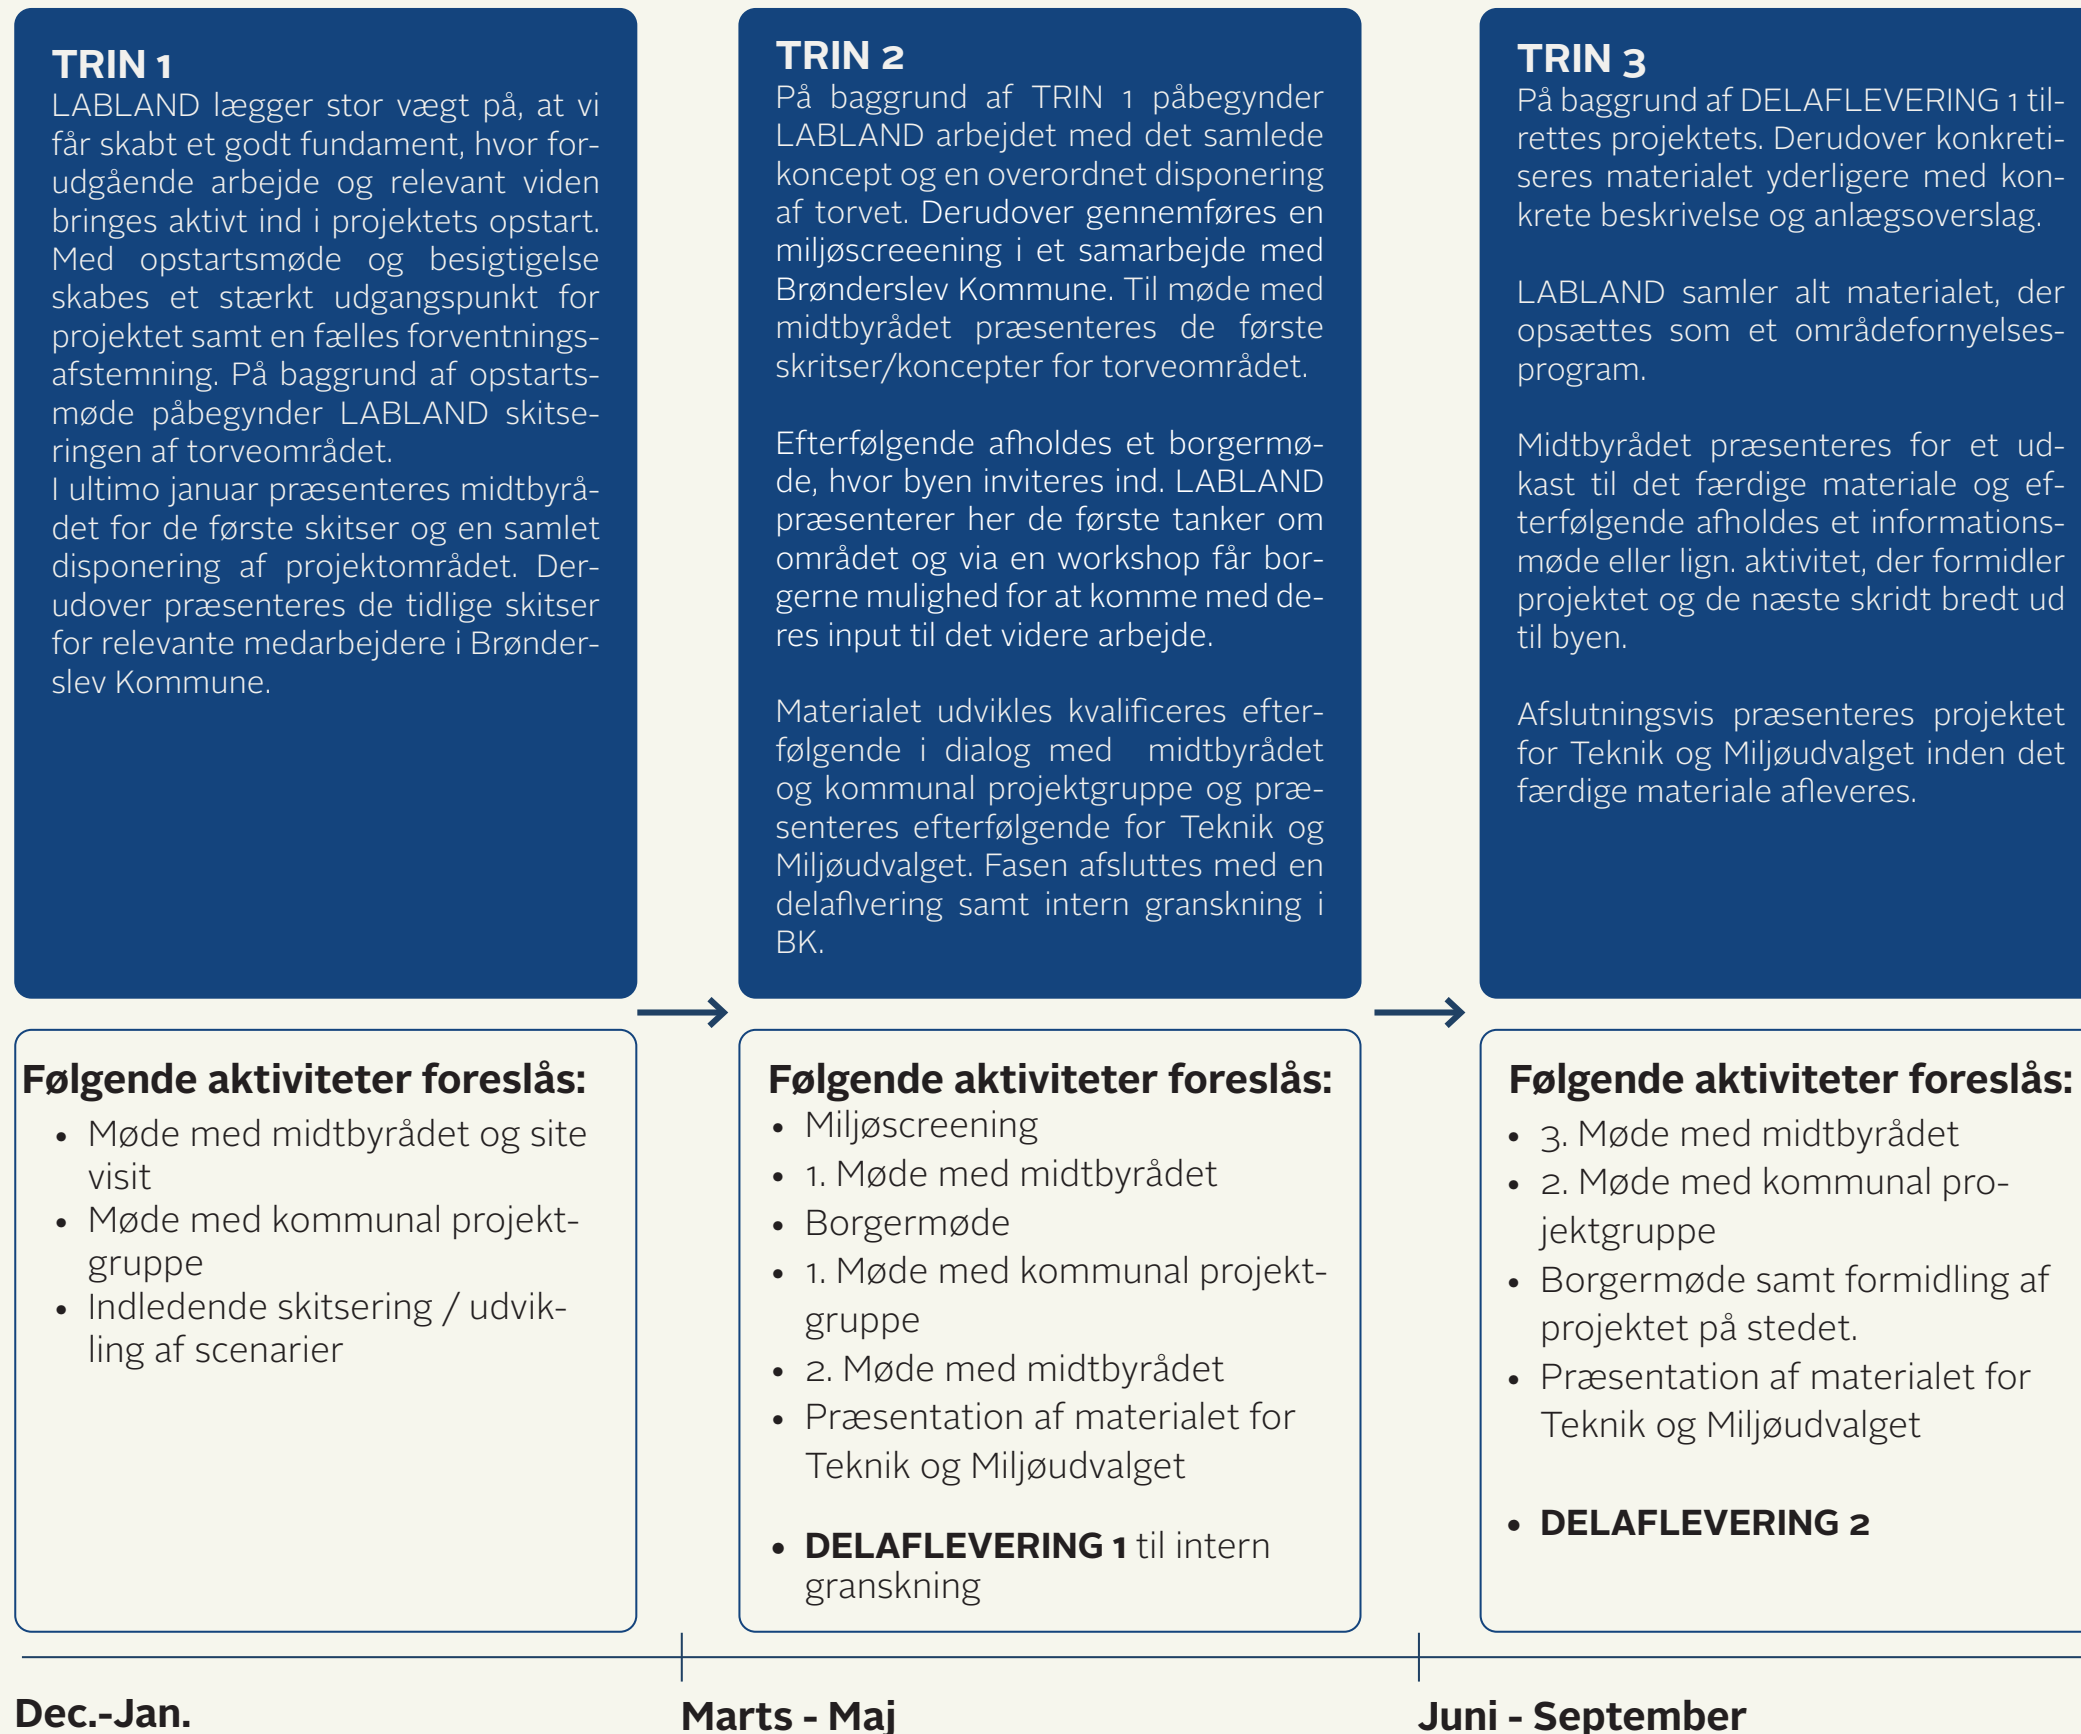 TRIN 1
LABLAND lægger stor vægt på, at vi
får skabt et godt fundament, hvor for-
udgående arbejde og relevant viden
bringes aktivt ind i projektets opstart.
Med opstartsmøde og besigtigelse
skabes et stærkt udgangspunkt for
projektet samt en fælles forventnings-
afstemning. På baggrund af opstarts-
møde påbegynder LABLAND skitse-
ringen af torveområdet.
I ultimo januar præsenteres midtbyrå-
det for de første skitser og en samlet
disponering af projektområdet. Der-
udover præsenteres de tidlige skitser
for relevante medarbejdere i Brønder-
slev Kommune.
Følgende aktiviteter foreslås:
• Møde med midtbyrådet og site
visit
• Møde med kommunal projekt-
gruppe
• Indledende skitsering / udvik-
ling af scenarier
Dec.-Jan.
TRIN 2
På baggrund af TRIN 1 påbegynder
LABLAND arbejdet med det samlede
koncept og en overordnet disponering
af torvet. Derudover gennemføres en
miljøscreeening i et samarbejde med
Brønderslev Kommune. Til møde med
midtbyrådet præsenteres de første
skritser/koncepter for torveområdet.
Efterfølgende afholdes et borgermø-
de, hvor byen inviteres ind. LABLAND
præsenterer her de første tanker om
området og via en workshop får bor-
gerne mulighed for at komme med de-
res input til det videre arbejde.
Materialet udvikles kvalificeres efter-
følgende i dialog med midtbyrådet
og kommunal projektgruppe og præ-
senteres efterfølgende for Teknik og
Miljøudvalget. Fasen afsluttes med en
delaflvering samt intern granskning i
BK.
Følgende aktiviteter foreslås:
• Miljøscreening
• 1. Møde med midtbyrådet
• Borgermøde
• 1. Møde med kommunal projekt-
gruppe
• 2. Møde med midtbyrådet
• Præsentation af materialet for
Teknik og Miljøudvalget
• DELAFLEVERING 1 til intern
granskning
Marts - Maj
TRIN 3
På baggrund af DELAFLEVERING 1 til-
rettes projektets. Derudover konkreti-
seres materialet yderligere med kon-
krete beskrivelse og anlægsoverslag.
LABLAND samler alt materialet, der
opsættes som et områdefornyelses-
program.
Midtbyrådet præsenteres for et ud-
kast til det færdige materiale og ef-
terfølgende afholdes et informations-
møde eller lign. aktivitet, der formidler
projektet og de næste skridt bredt ud
til byen.
Afslutningsvis præsenteres projektet
for Teknik og Miljøudvalget inden det
færdige materiale afleveres.
Følgende aktiviteter foreslås:
• 3. Møde med midtbyrådet
• 2. Møde med kommunal pro-
jektgruppe
• Borgermøde samt formidling af
projektet på stedet.
• Præsentation af materialet for
Teknik og Miljøudvalget
• DELAFLEVERING 2
Juni - September